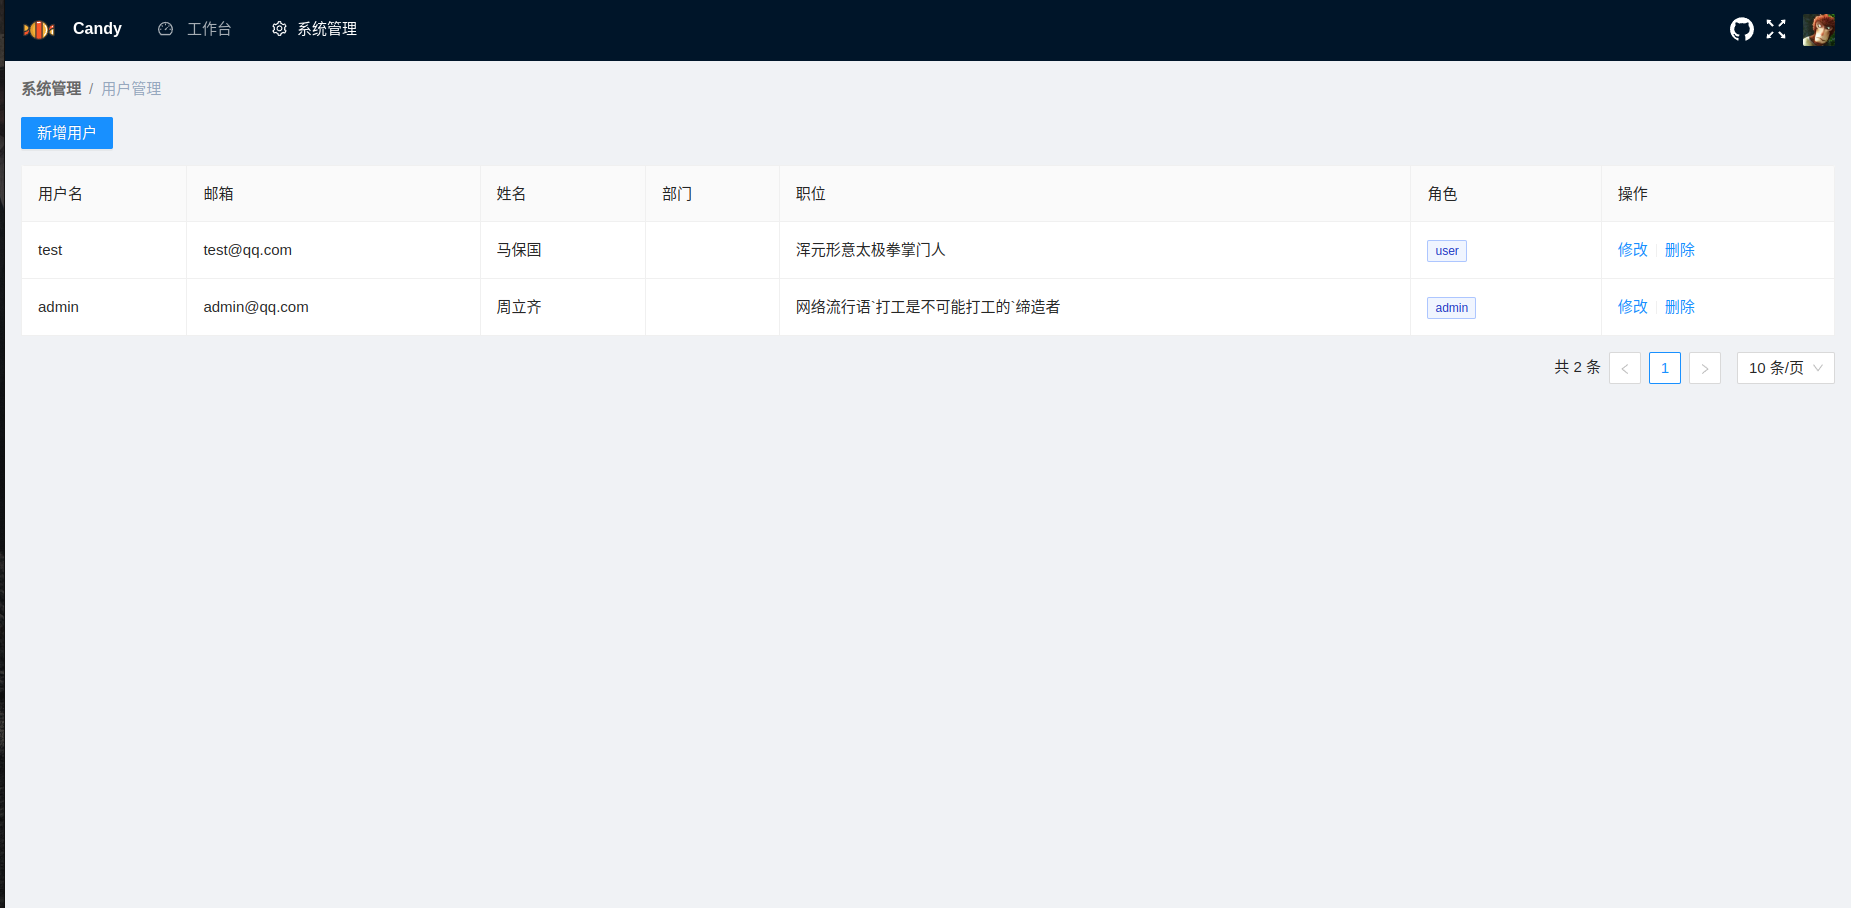 Candy 工作台 系统管理
系统管理 / 用户管理
新增用户
用户名 邮箱 姓名 部门 职位 角色 操作
test test@qq.com 马保国 浑元形意太极拳掌门人 user 修改 删除
admin admin@qq.com 周立齐 网络流行语`打工是不可能打工的`缔造者 admin 修改 删除
共 2 条 < 1 > 10 条/页